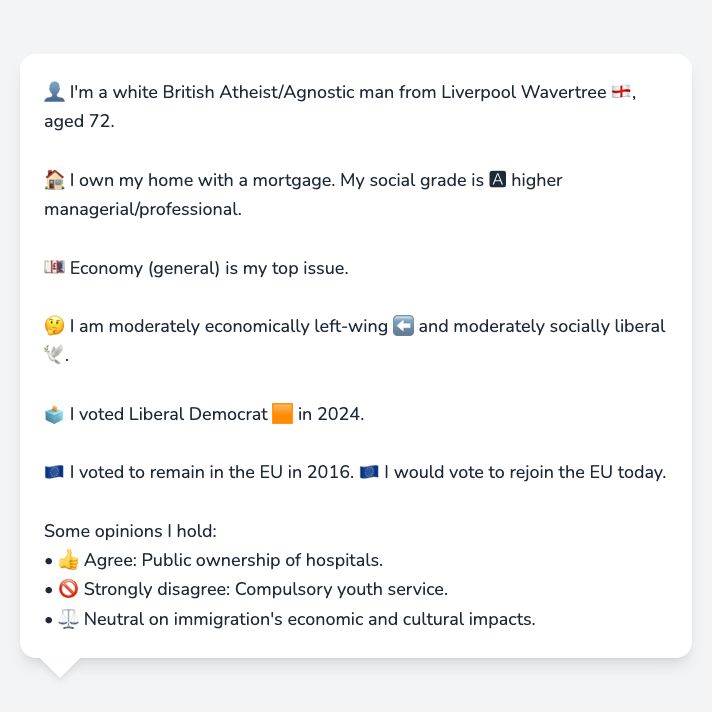 👤 I'm a white British Atheist/Agnostic man from Liverpool Wavertree 🏴󠁧󠁢󠁥󠁮󠁧󠁿,
aged 72.
🏠 I own my home with a mortgage. My social grade is 🅰 higher
managerial/professional.
💷 Economy (general) is my top issue.
🤔 I am moderately economically left-wing ⬅️ and moderately socially liberal
🕊️.
🗳️ I voted Liberal Democrat 🟧 in 2024.
🇪🇺 I voted to remain in the EU in 2016. 🇪🇺 I would vote to rejoin the EU today.
Some opinions I hold:
• 👍 Agree: Public ownership of hospitals.
• 🚫 Strongly disagree: Compulsory youth service.
• ⚖️ Neutral on immigration's economic and cultural impacts.